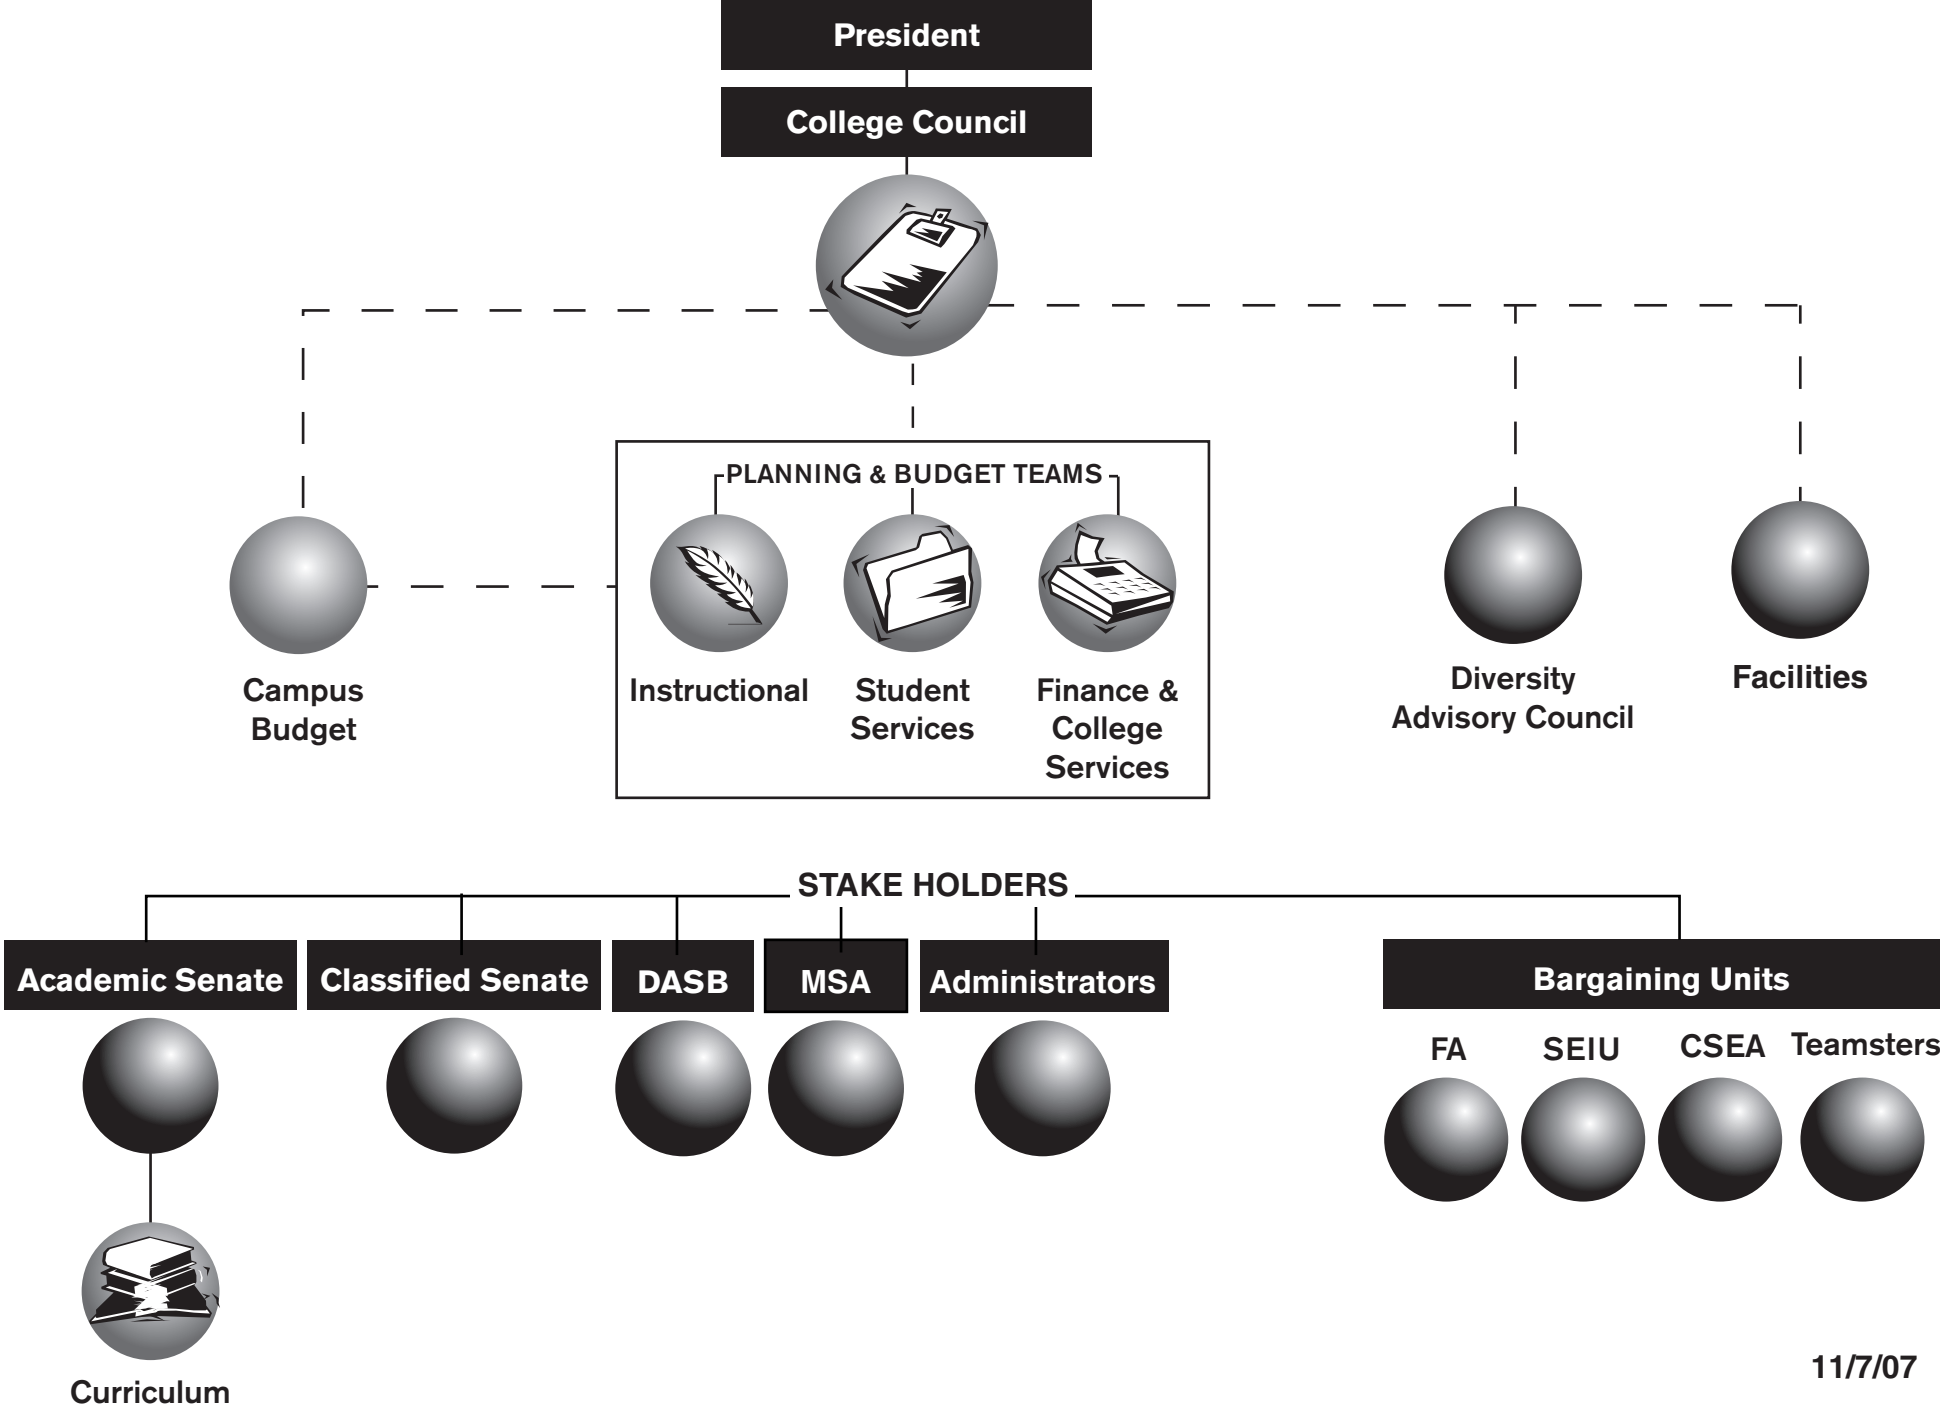 President
College Council
PLANNING & BUDGET TEAMS
Campus
Budget
Instructional
Student
Services
Finance &
College
Services
Diversity
Advisory Council
Facilities
STAKE HOLDERS
Academic Senate
Classified Senate
DASB
MSA
Administrators
Bargaining Units
FA
SEIU
CSEA
Teamsters
Curriculum
11/7/07